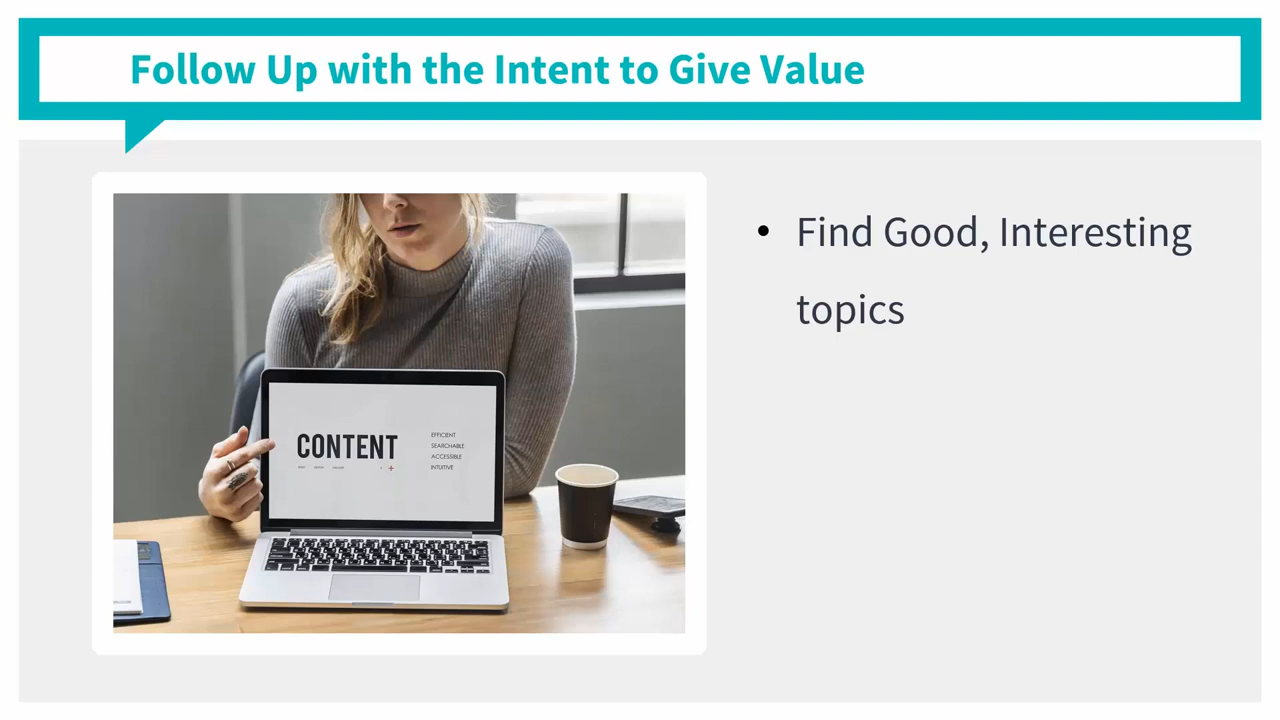 Follow Up with the Intent to Give Value
• Find Good, Interesting
topics
CONTENT
EFFICIENT
SEARCHABLE
ACCESSIBLE
INTUITIVE